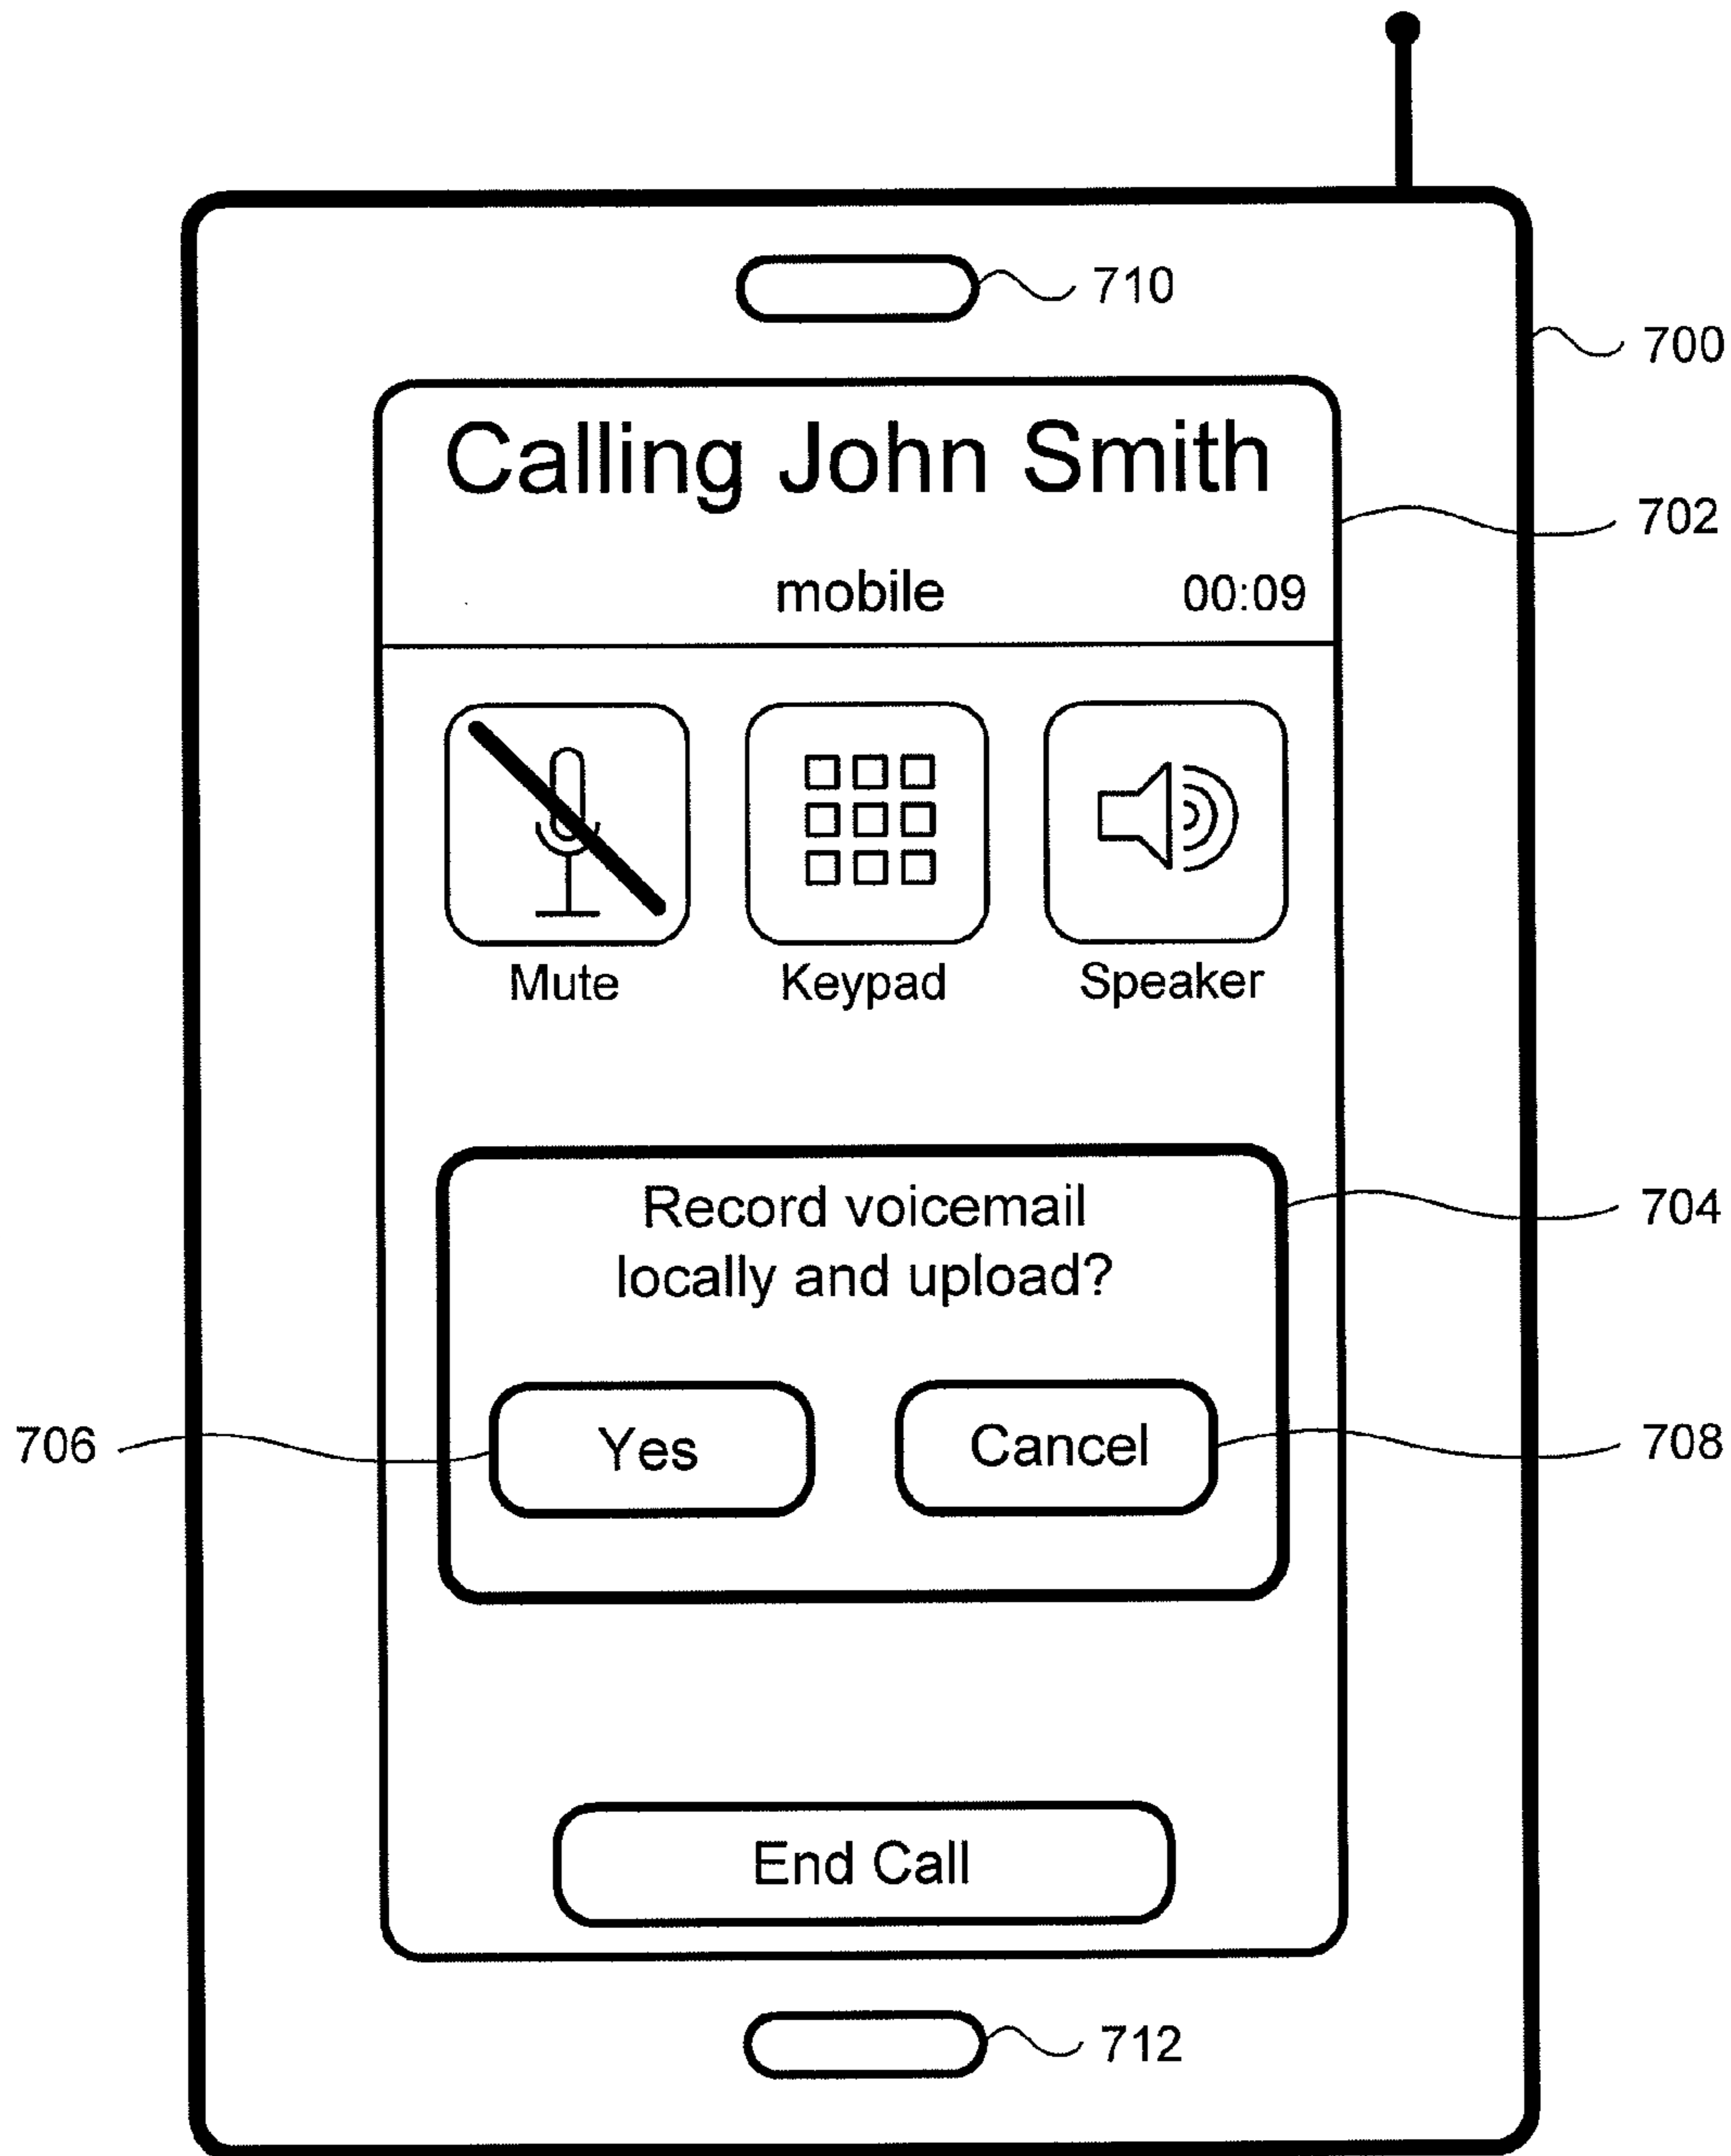 710
700
Calling John Smith
702
mobile 00:09
Mute Keypad Speaker
Record voicemail
locally and upload?
704
706 Yes Cancel 708
End Call
712